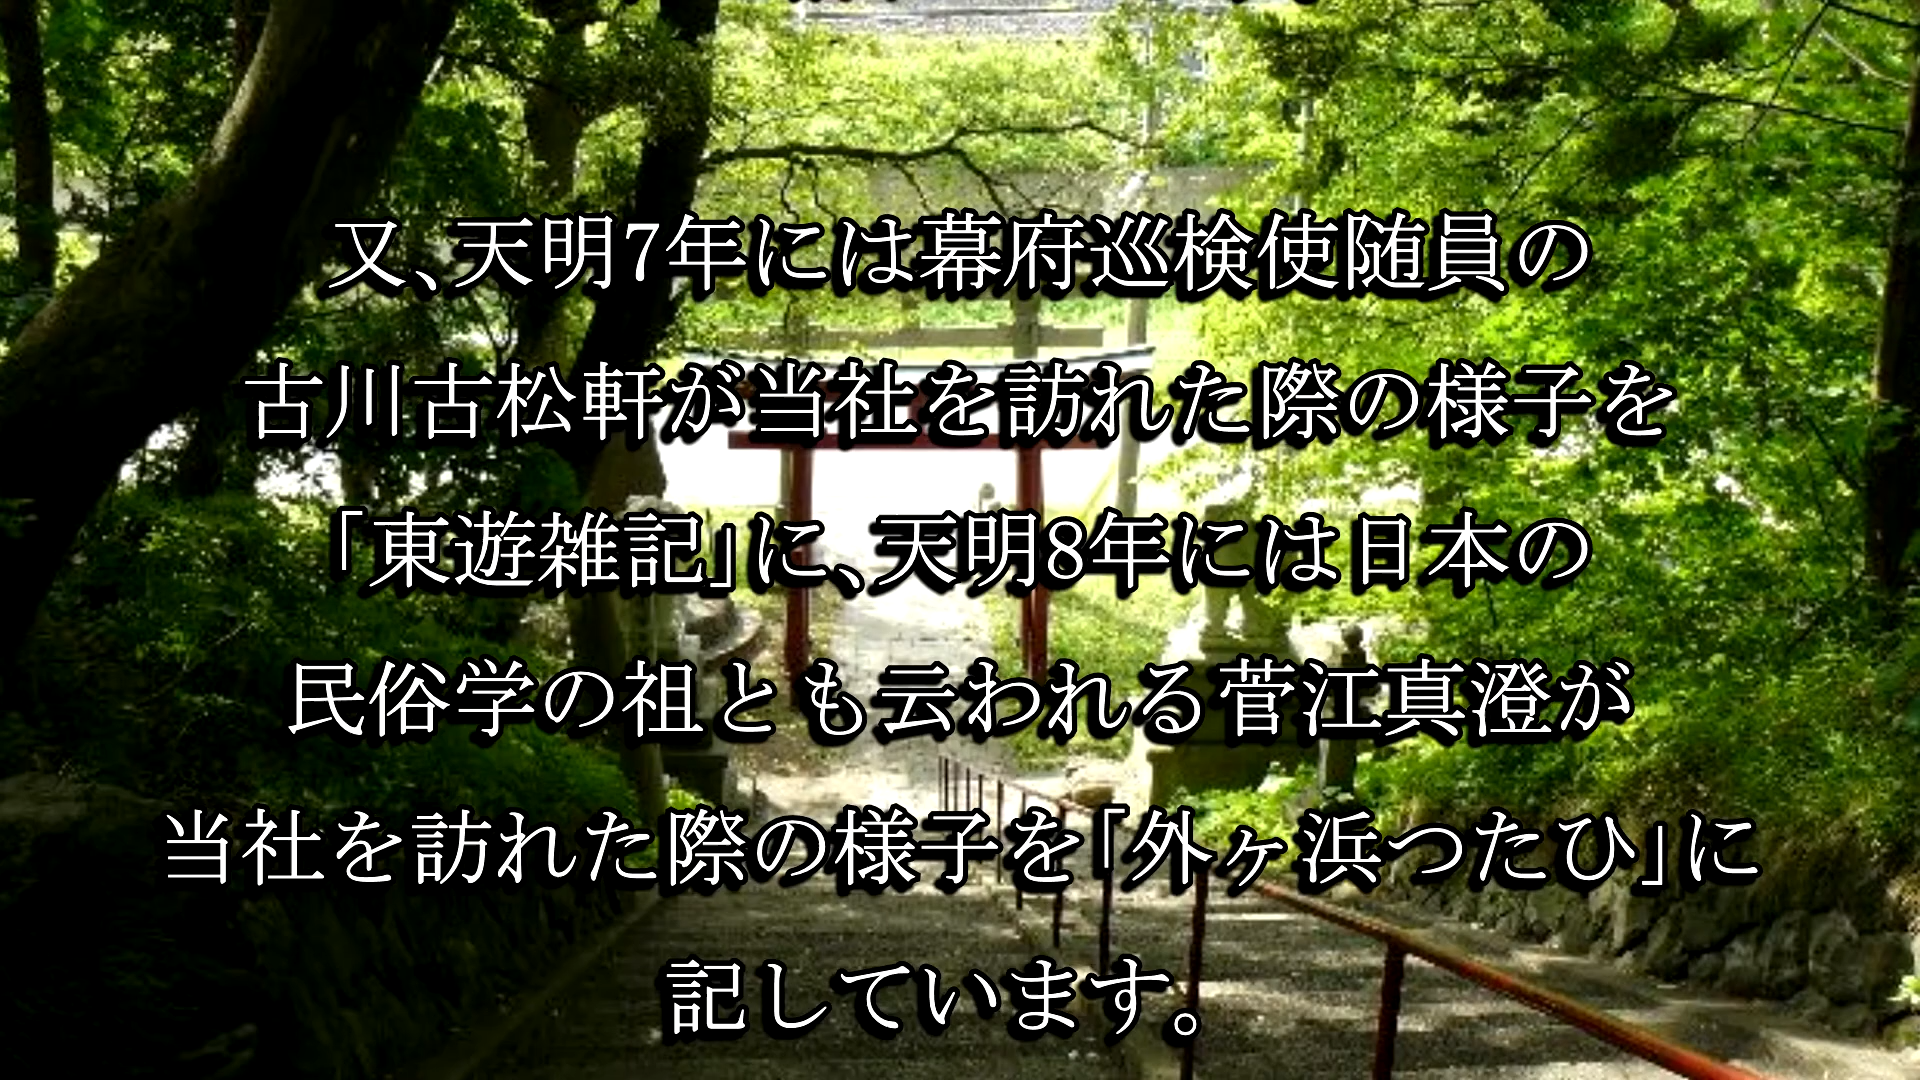 又、天明7年には幕府巡検使随員の
古川古松軒が当社を訪れた際の様子を
「東遊雑記」に、天明8年には日本の
民俗学の祖とも云われる菅江真澄が
当社を訪れた際の様子を「外ヶ浜つたひ」に
記しています。